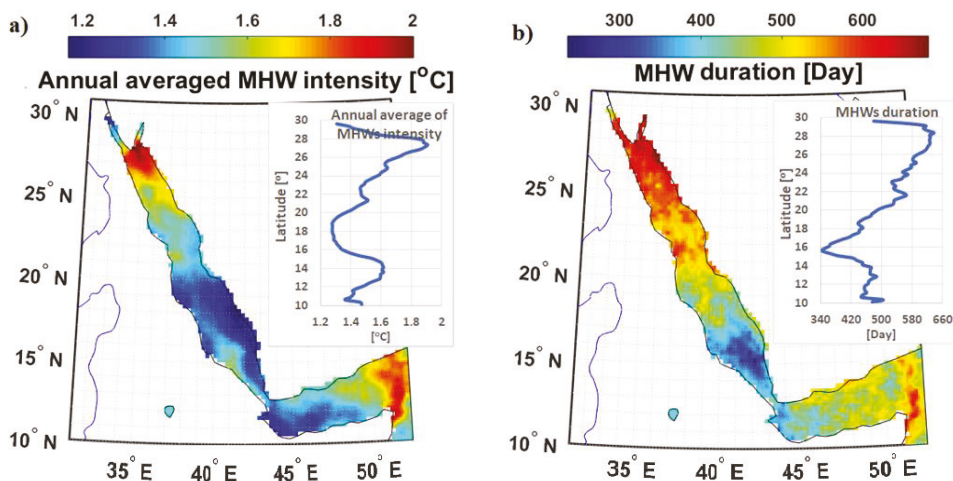 a)
1.2 1.4 1.6 1.8 2
Annual averaged MHW intensity [°C]
30° N
25° N
20° N
15° N
10° N
35° E 40° E 45° E 50° E
Annual average of
MHWs intensity
Latitude [°]
30
28
26
24
22
20
18
16
14
12
10
1.2 1.4 1.6 1.8 2
[°C]
b)
300 400 500 600
MHW duration [Day]
30° N
25° N
20° N
15° N
10° N
35° E 40° E 45° E 50° E
MHWs duration
Latitude [°]
30
28
26
24
22
20
18
16
14
12
10
340 420 500 580 660
[Day]